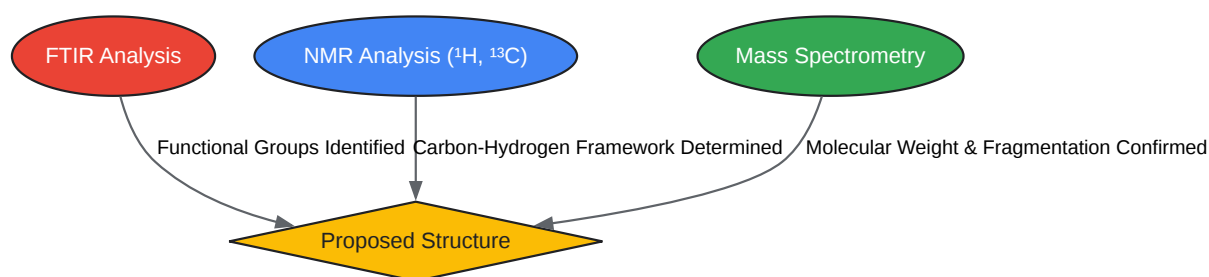 FTIR Analysis
NMR Analysis (¹H, ¹³C)
Mass Spectrometry
Functional Groups Identified
Carbon-Hydrogen Framework Determined
Molecular Weight & Fragmentation Confirmed
Proposed Structure